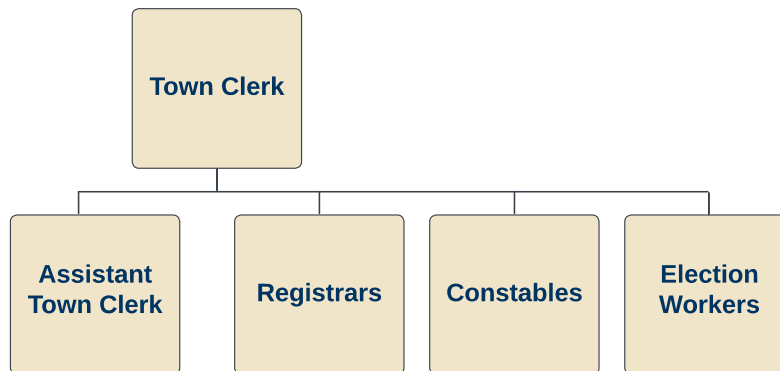 Town Clerk
Assistant
Town Clerk
Registrars
Constables
Election
Workers